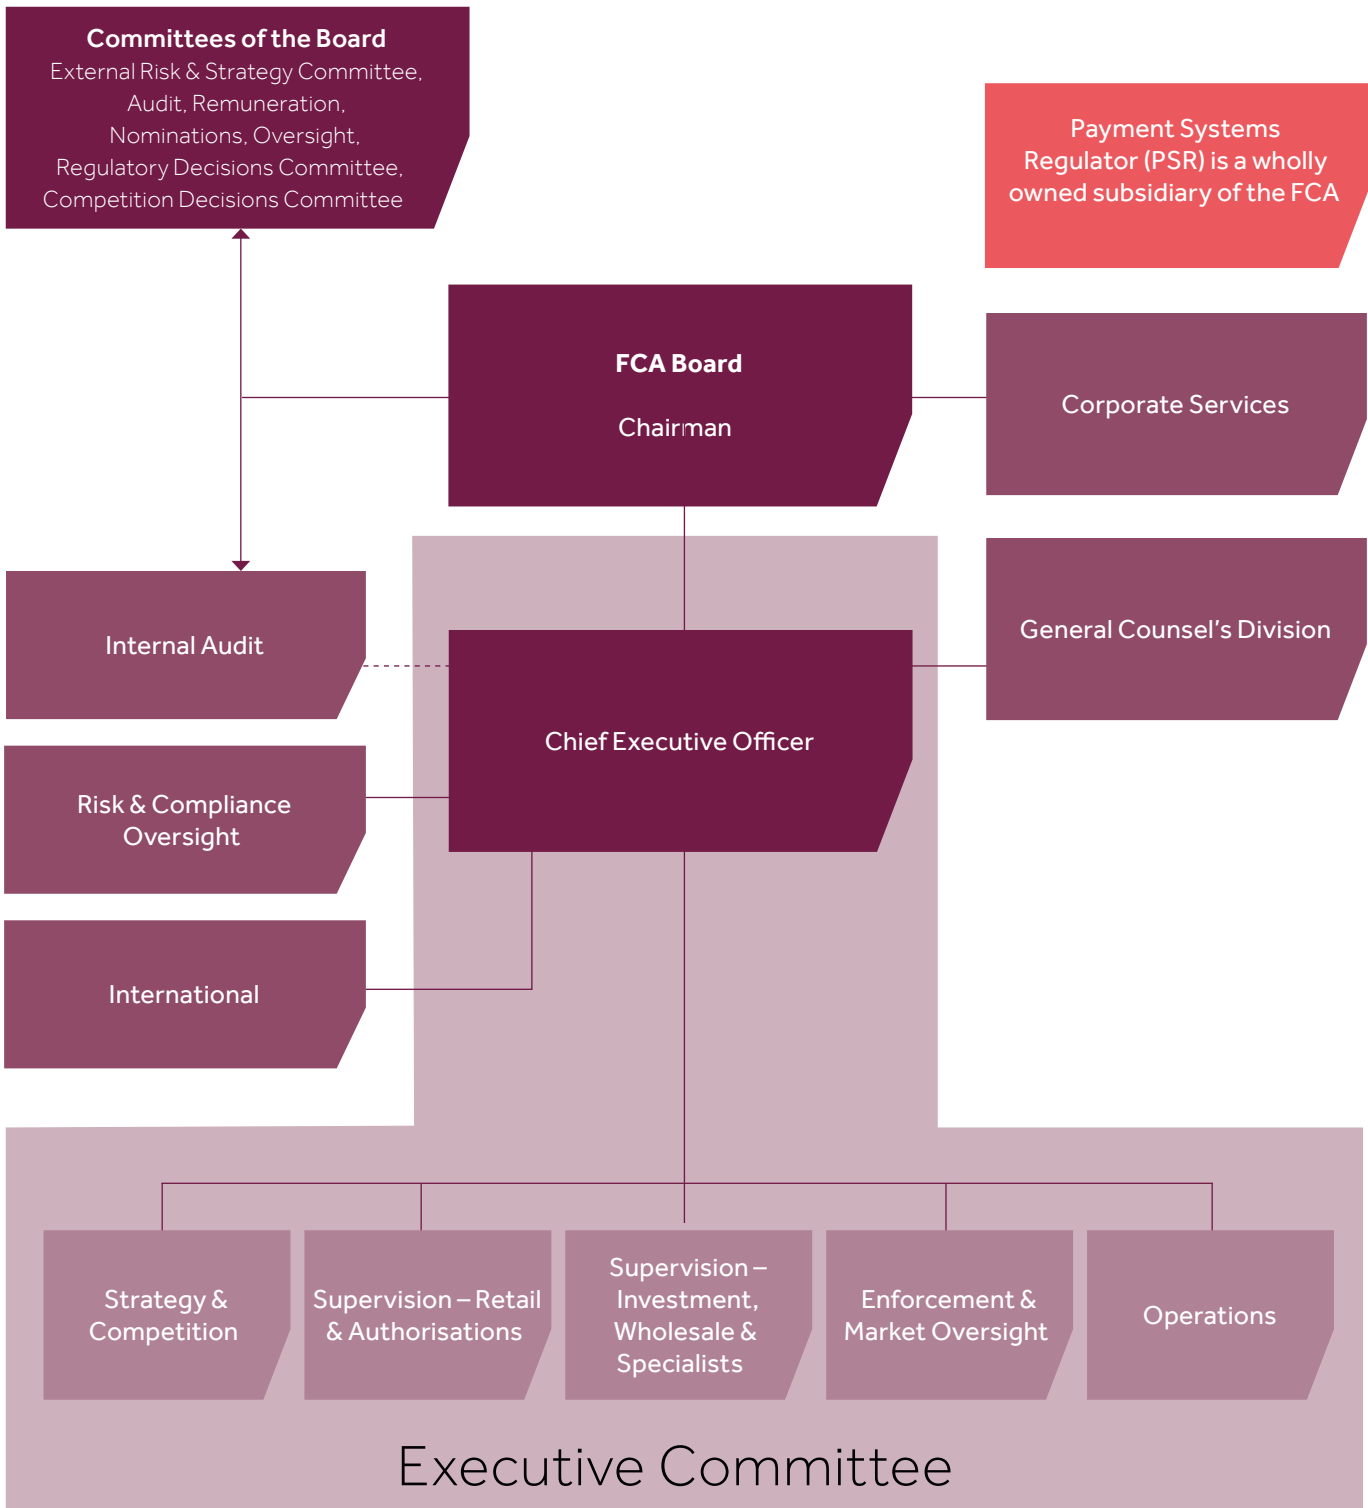 Committees of the Board
External Risk & Strategy Committee,
Audit, Remuneration,
Nominations, Oversight,
Regulatory Decisions Committee,
Competition Decisions Committee
Payment Systems
Regulator (PSR) is a wholly
owned subsidiary of the FCA
FCA Board
Chairman
Corporate Services
Internal Audit
General Counsel's Division
Chief Executive Officer
Risk & Compliance
Oversight
International
Strategy &
Competition
Supervision – Retail
& Authorisations
Supervision –
Investment,
Wholesale &
Specialists
Enforcement &
Market Oversight
Operations
Executive Committee